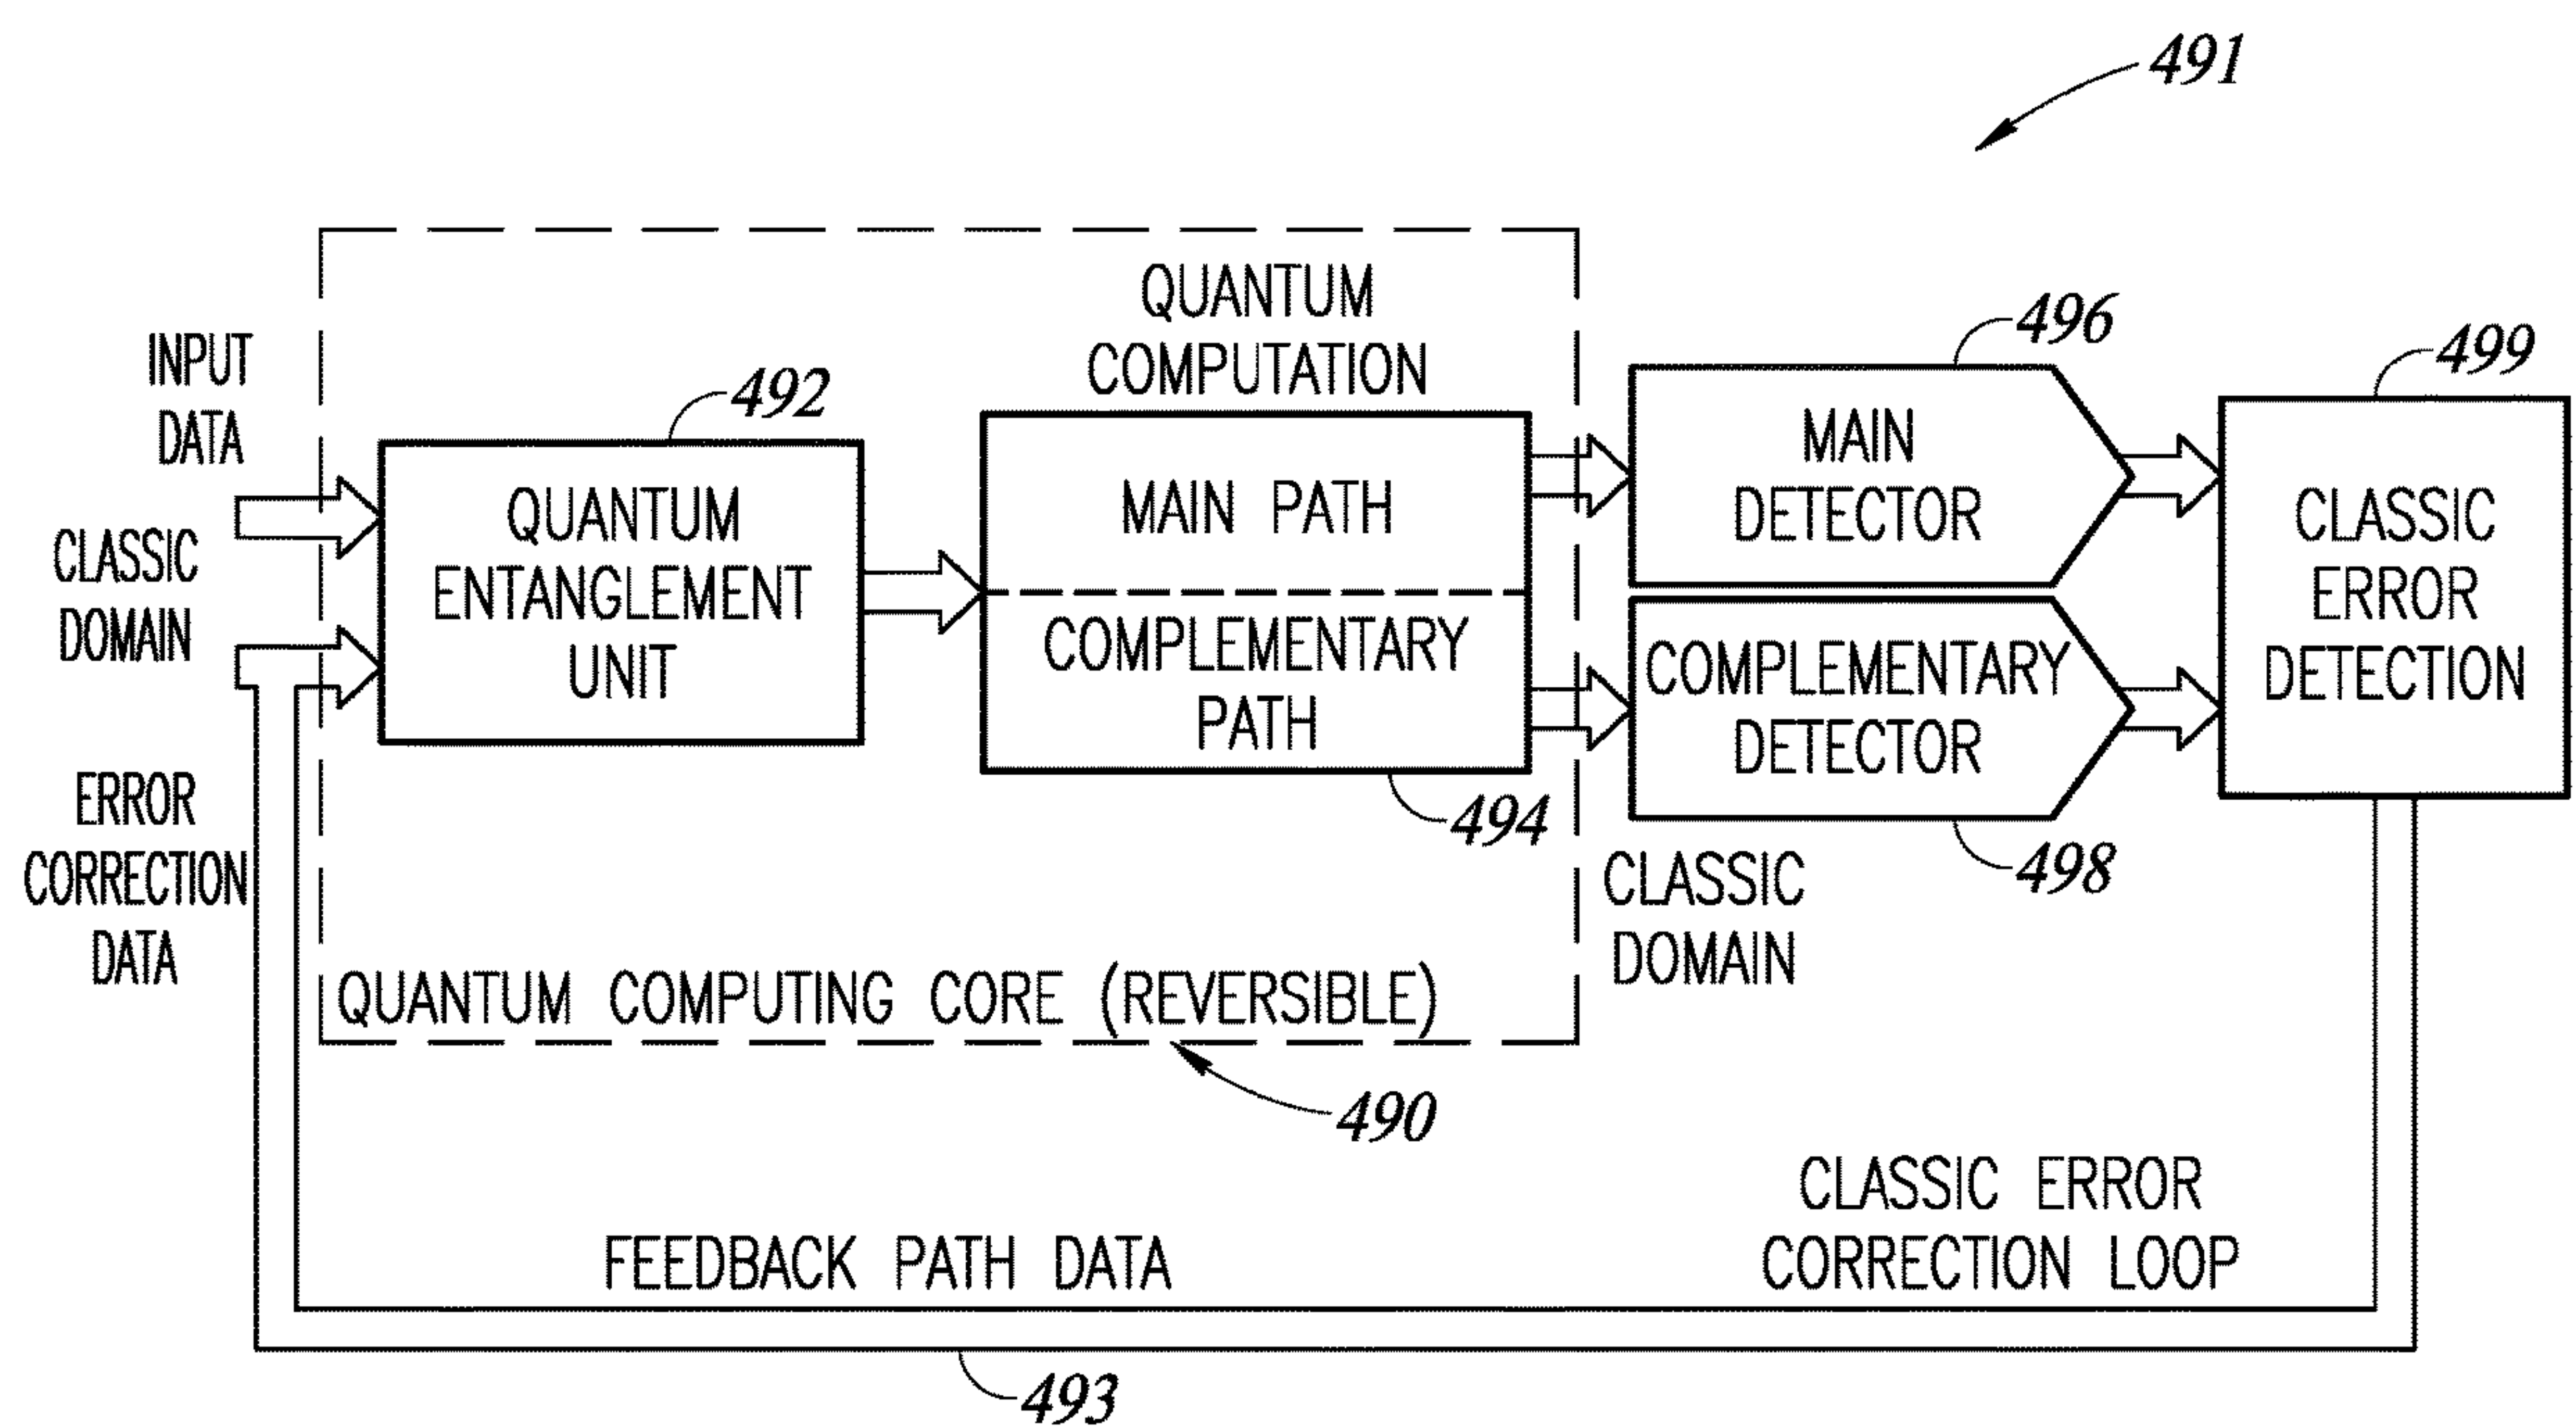 491
QUANTUM
COMPUTATION
INPUT
DATA
492
496
499
CLASSIC
DOMAIN
QUANTUM
ENTANGLEMENT
UNIT
MAIN PATH
COMPLEMENTARY
PATH
494
MAIN
DETECTOR
COMPLEMENTARY
DETECTOR
498
CLASSIC
ERROR
DETECTION
ERROR
CORRECTION
DATA
CLASSIC
DOMAIN
QUANTUM COMPUTING CORE (REVERSIBLE)
490
FEEDBACK PATH DATA
CLASSIC ERROR
CORRECTION LOOP
493